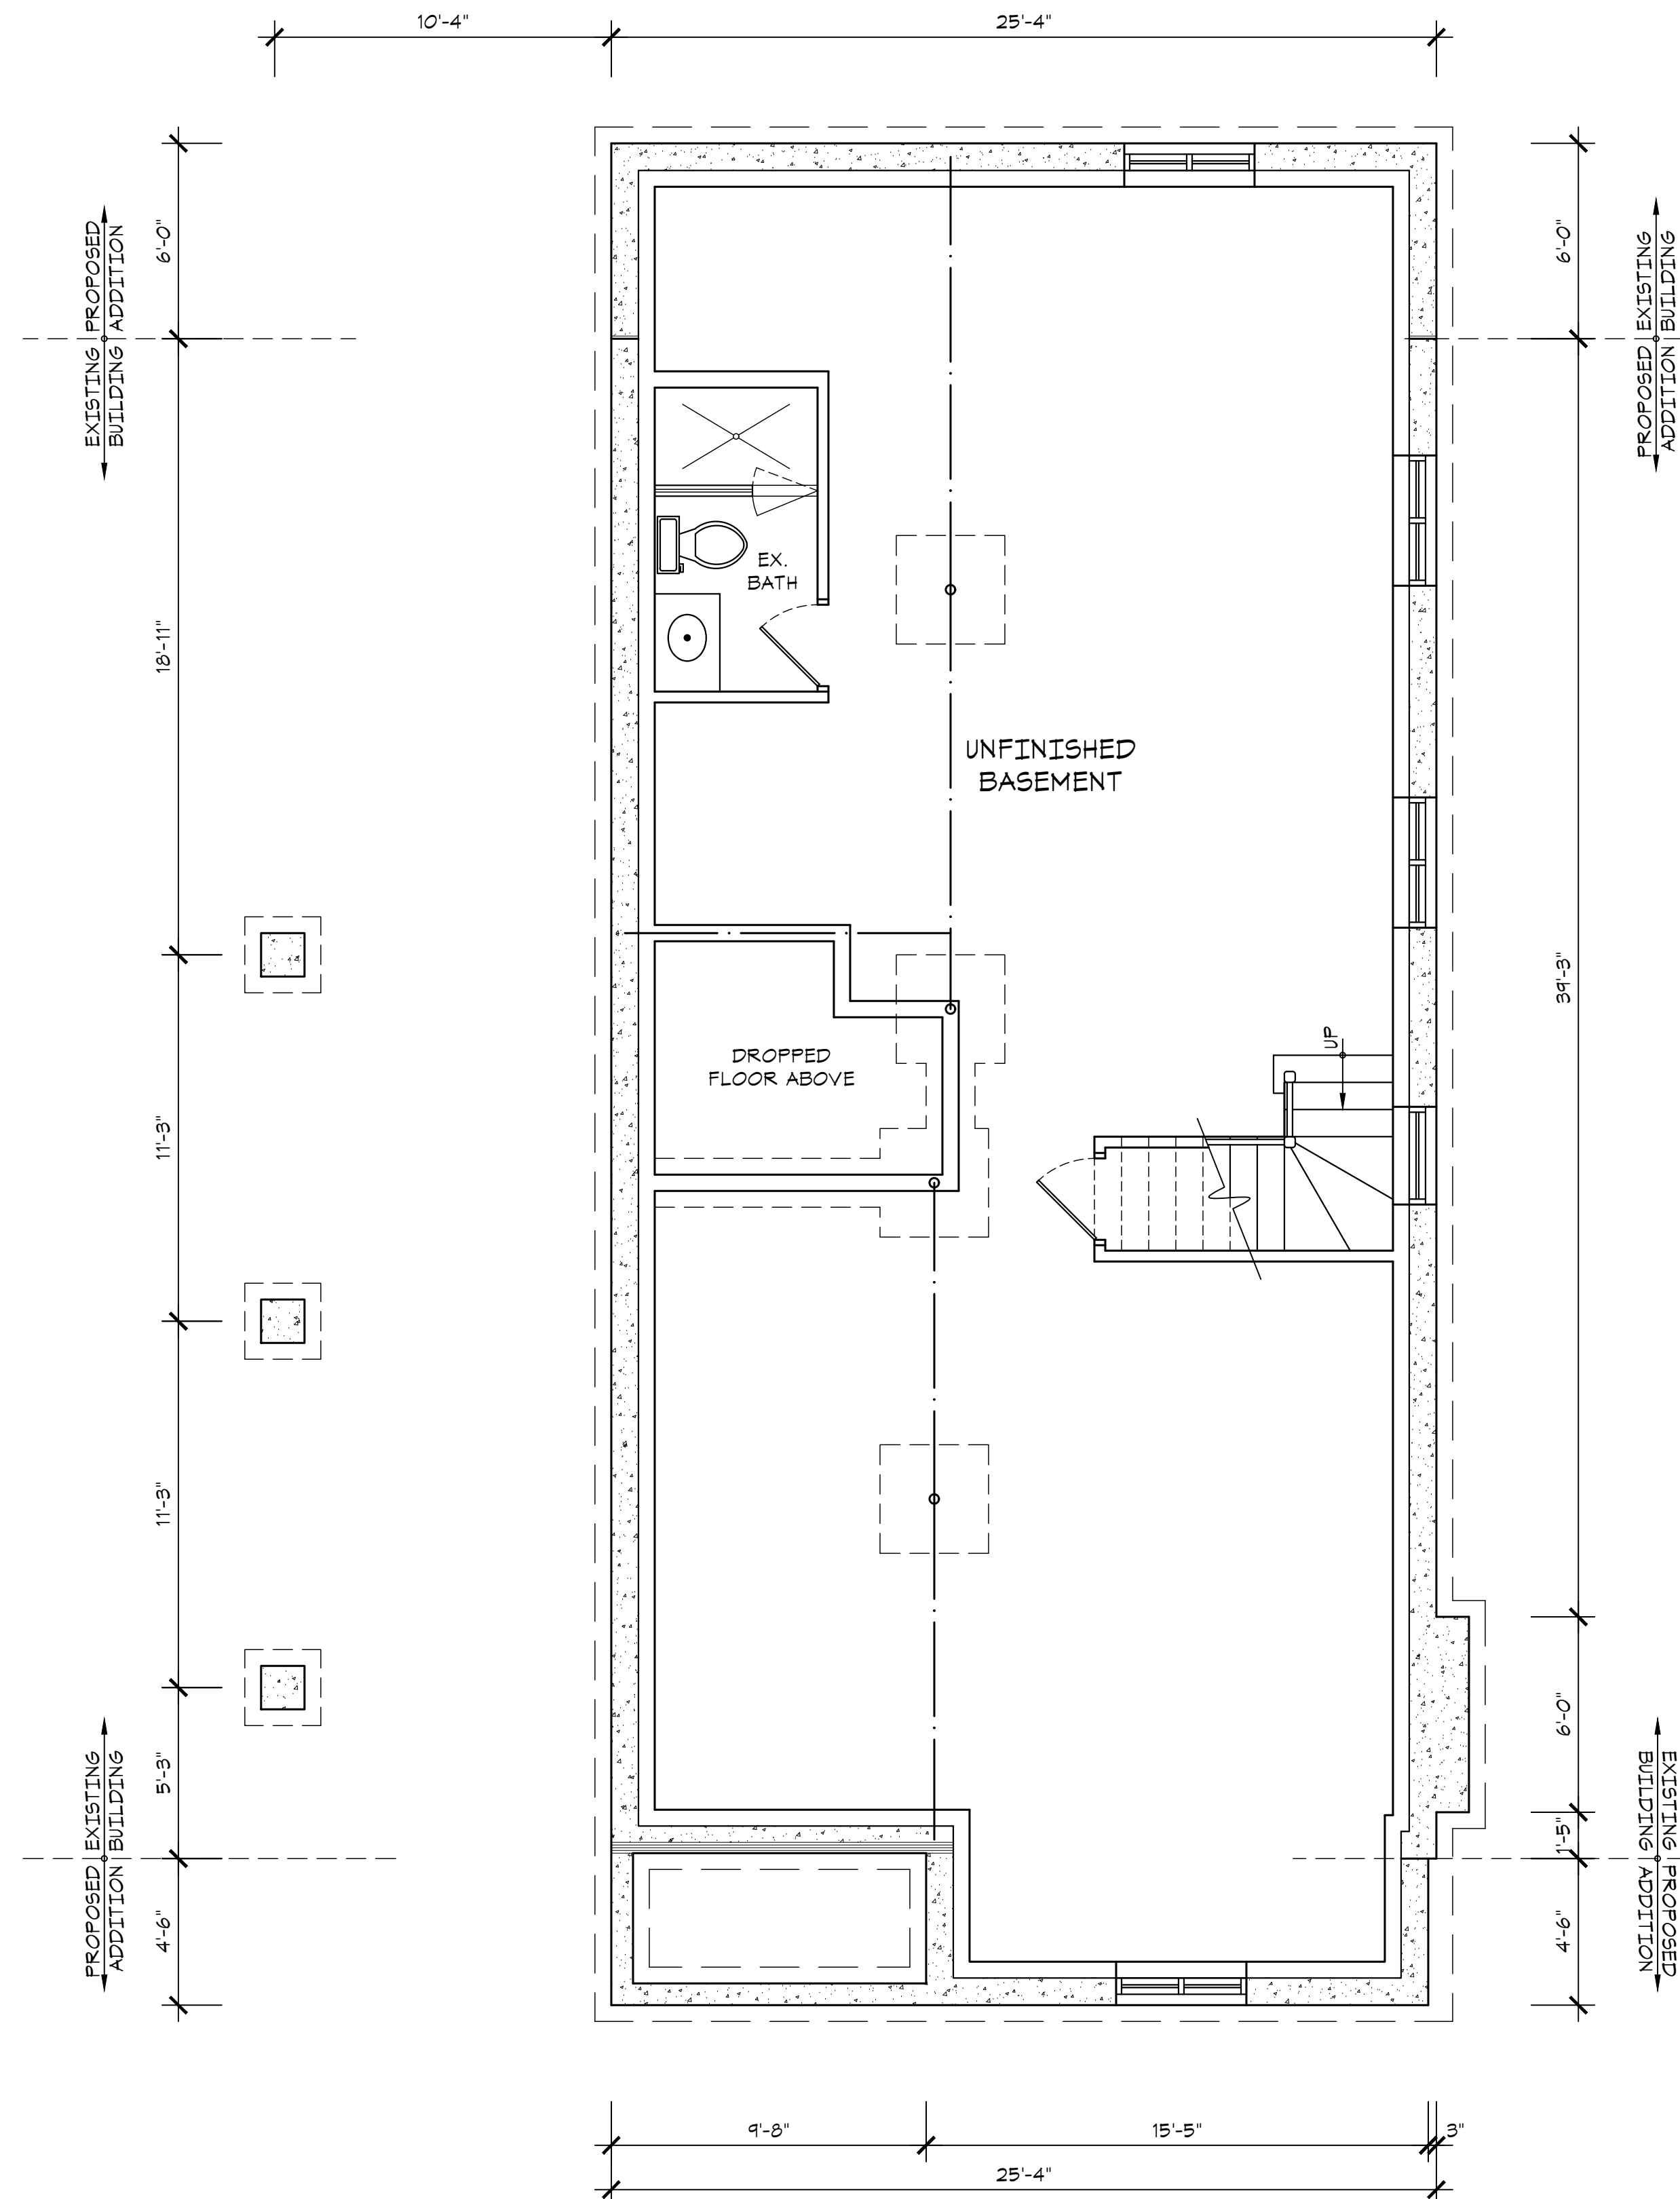 10'-4"
25'-4"
6'-0"
EXISTING PROPOSED
BUILDING ADDITION
6'-0"
PROPOSED EXISTING
ADDITION BUILDING
EX.
BATH
18'-11"
UNFINISHED
BASEMENT
39'-3"
UP
DROPPED
FLOOR ABOVE
11'-3"
11'-3"
6'-0"
5'-3"
1'-5"
PROPOSED EXISTING
ADDITION BUILDING
4'-6"
4'-6"
EXISTING PROPOSED
BUILDING ADDITION
9'-8"
15'-5"
3"
25'-4"